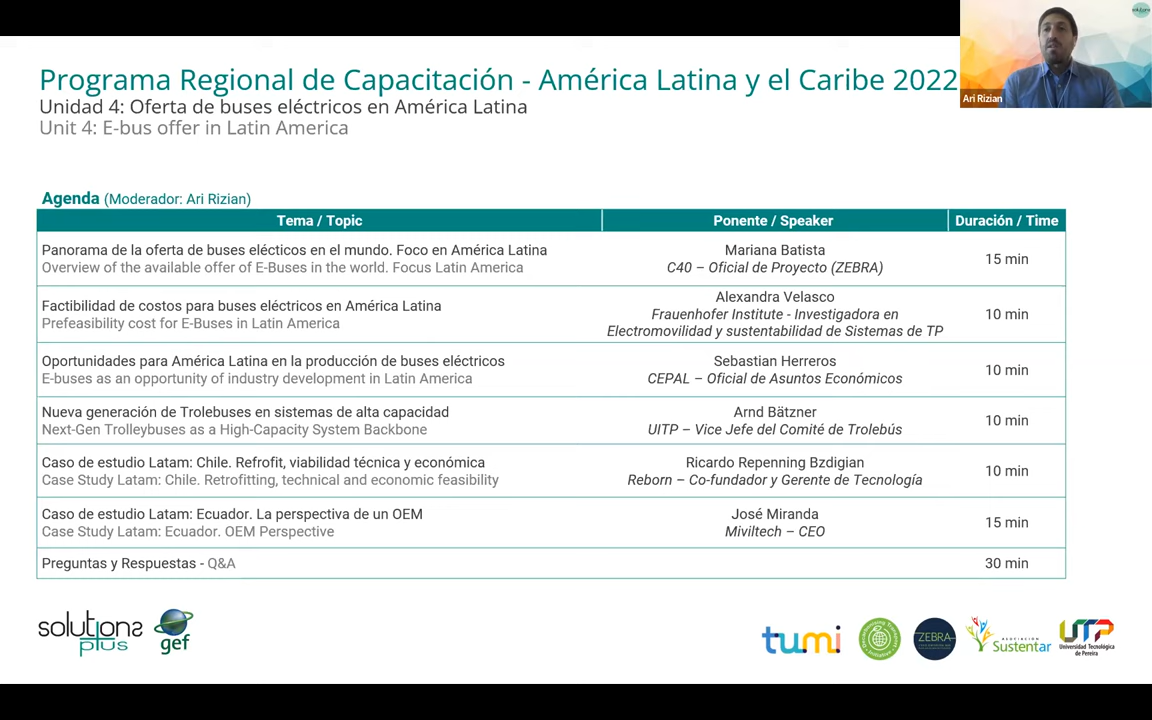 solutions
Programa Regional de Capacitación - América Latina y el Caribe 2022
Unidad 4: Oferta de buses eléctricos en América Latina
Unit 4: E-bus offer in Latin America
Ari Rizian
Agenda (Moderador: Ari Rizian)
Tema / Topic
Ponente / Speaker
Duración / Time
Panorama de la oferta de buses elécticos en el mundo. Foco en América Latina
Overview of the available offer of E-Buses in the world. Focus Latin America
Mariana Batista
C40 – Oficial de Proyecto (ZEBRA)
15 min
Factibilidad de costos para buses eléctricos en América Latina
Prefeasibility cost for E-Buses in Latin America
Alexandra Velasco
Frauenhofer Institute - Investigadora en
Electromovilidad y sustentabilidad de Sistemas de TP
10 min
Oportunidades para América Latina en la producción de buses eléctricos
E-buses as an opportunity of industry development in Latin America
Sebastian Herreros
CEPAL – Oficial de Asuntos Económicos
10 min
Nueva generación de Trolebuses en sistemas de alta capacidad
Next-Gen Trolleybuses as a High-Capacity System Backbone
Arnd Bätzner
UITP – Vice Jefe del Comité de Trolebús
10 min
Caso de estudio Latam: Chile. Refrofit, viabilidad técnica y económica
Case Study Latam: Chile. Retrofitting, technical and economic feasibility
Ricardo Repenning Bzdigian
Reborn – Co-fundador y Gerente de Tecnología
10 min
Caso de estudio Latam: Ecuador. La perspectiva de un OEM
Case Study Latam: Ecuador. OEM Perspective
José Miranda
Miviltech – CEO
15 min
Preguntas y Respuestas - Q&A
30 min
solutions
plus
gef
tumi
ZEBRA
ASOCIACIÓN
Sustentar
UTP
Universidad Tecnológica
de Pereira